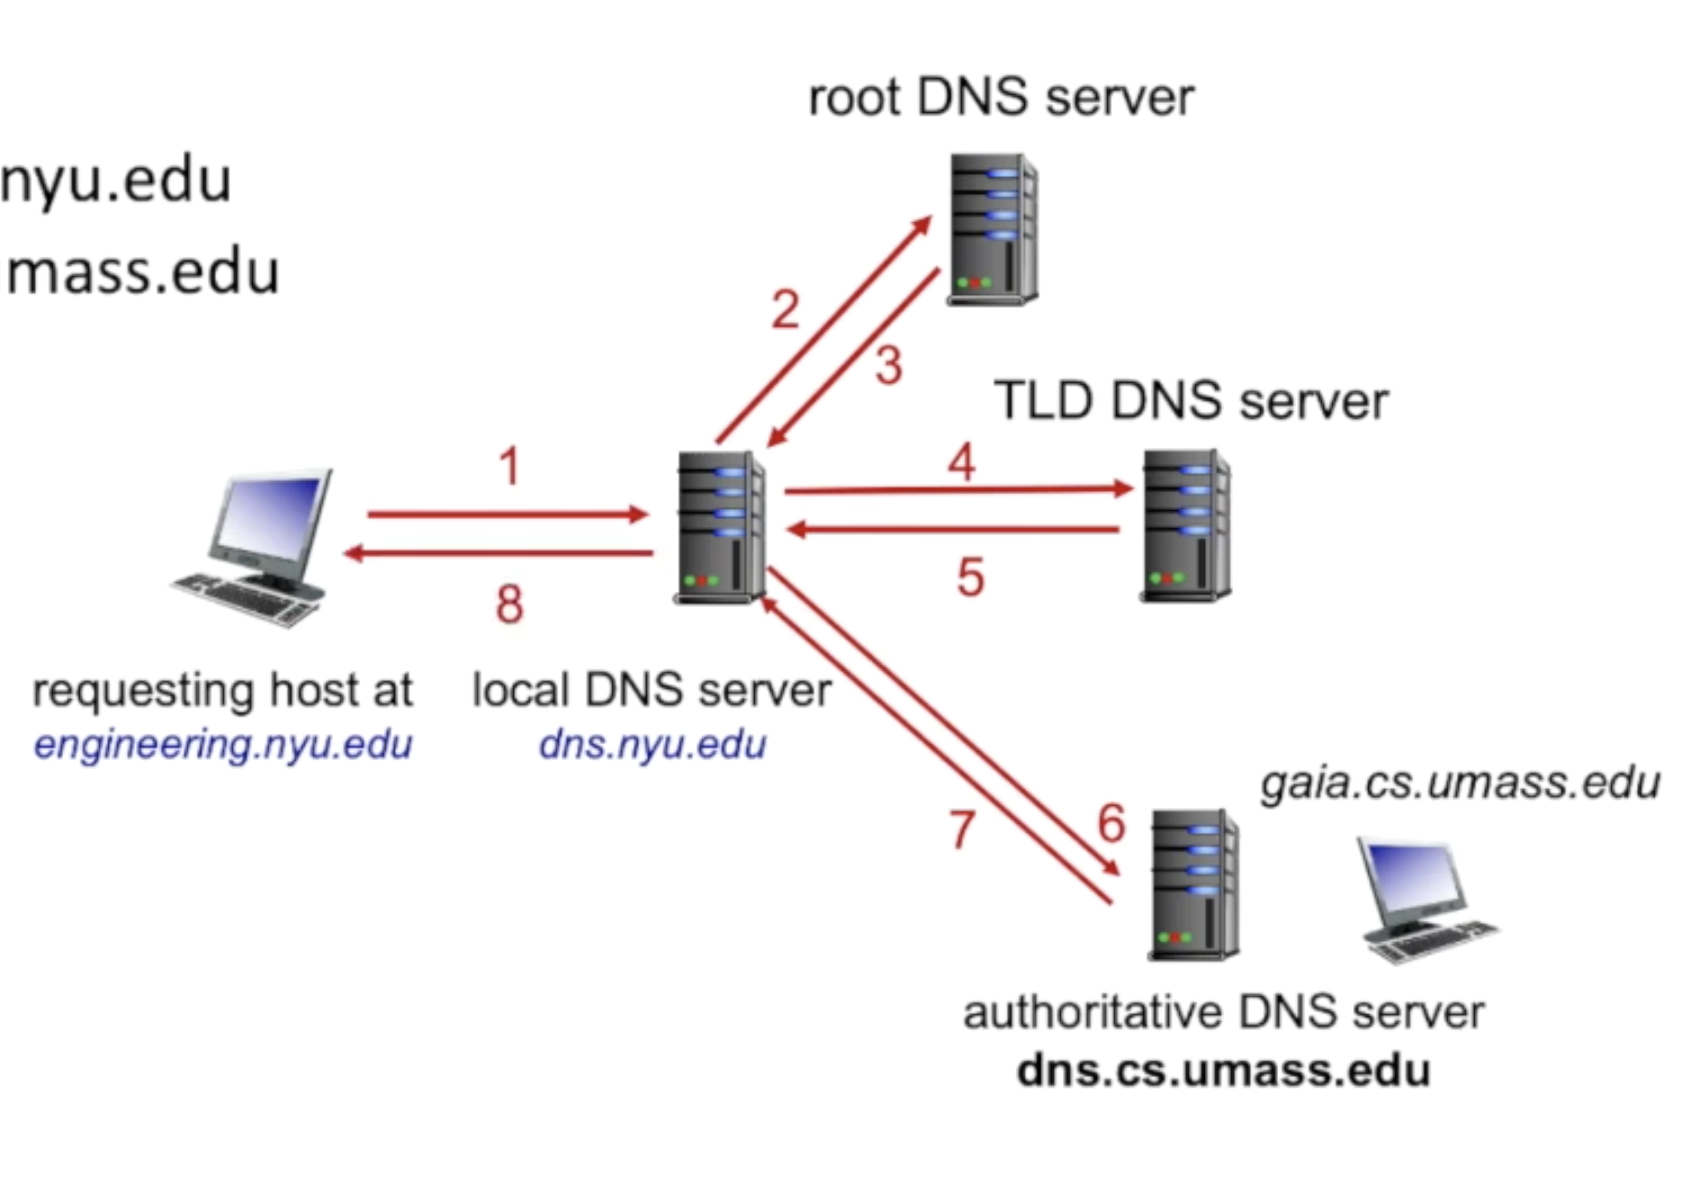 root DNS server
nyu.edu
mass.edu
2
3
TLD DNS server
1
4
8
5
requesting host at
engineering.nyu.edu
local DNS server
dns.nyu.edu
gaia.cs.umass.edu
7
6
authoritative DNS server
dns.cs.umass.edu